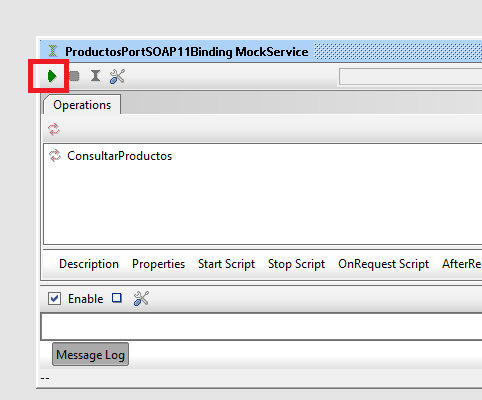 ProductosPortSOAP11Binding MockService
Operations
ConsultarProductos
Description Properties Start Script Stop Script OnRequest Script AfterRe
Enable
Message Log
--